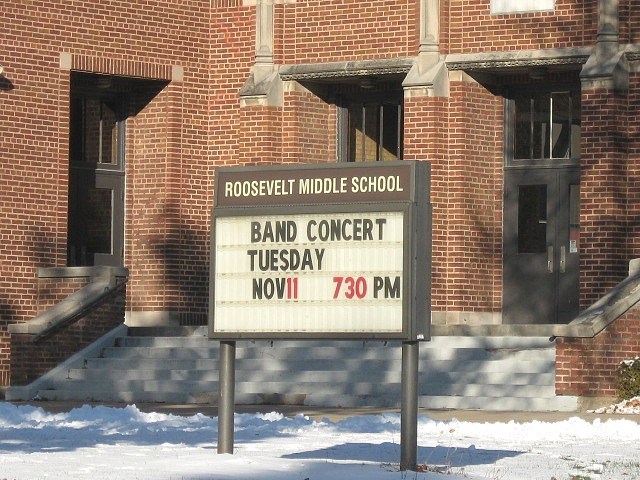 ROOSEVELT MIDDLE SCHOOL
BAND CONCERT
TUESDAY
NOV11 730 PM